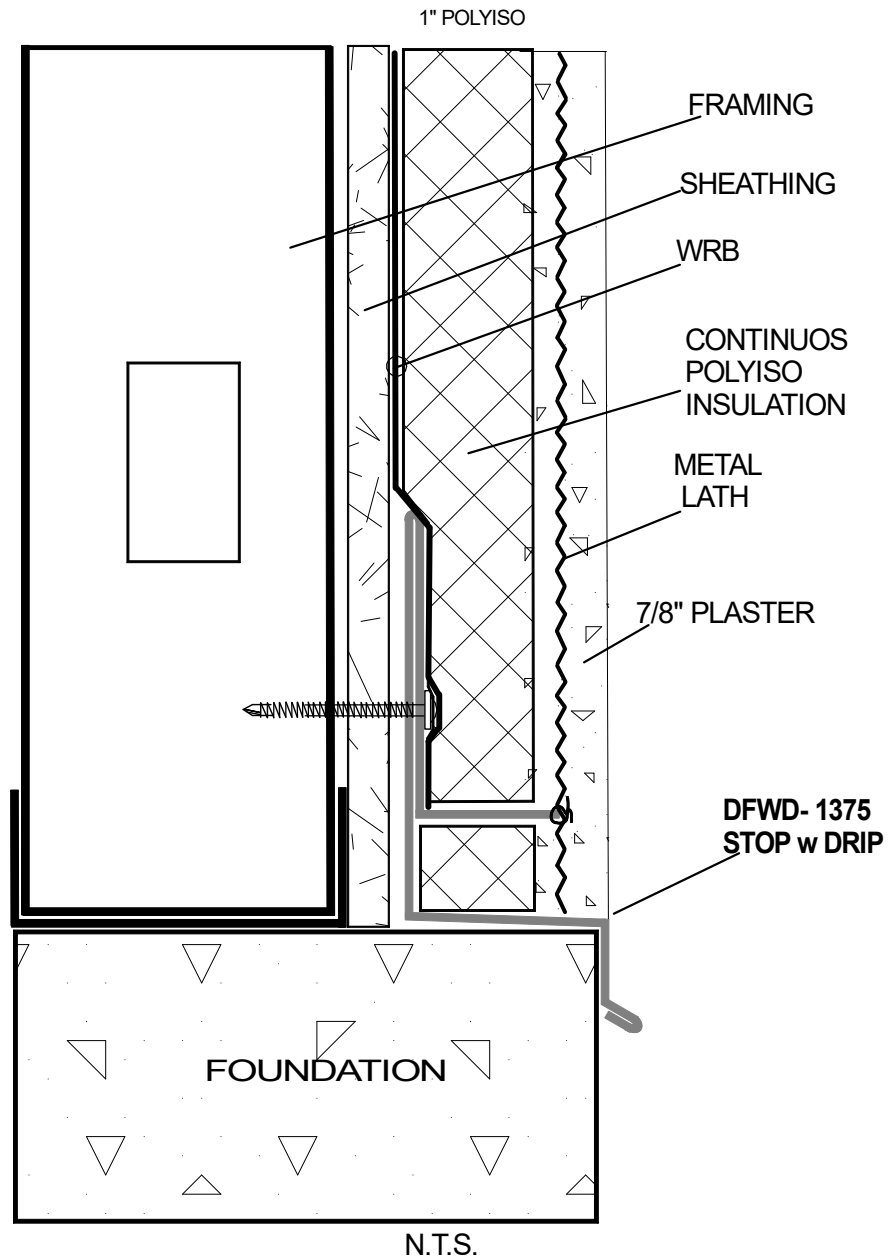 1" POLYISO
FRAMING
SHEATHING
WRB
CONTINUOS
POLYISO
INSULATION
METAL
LATH
7/8" PLASTER
DFWD- 1375
STOP w DRIP
FOUNDATION
N.T.S.